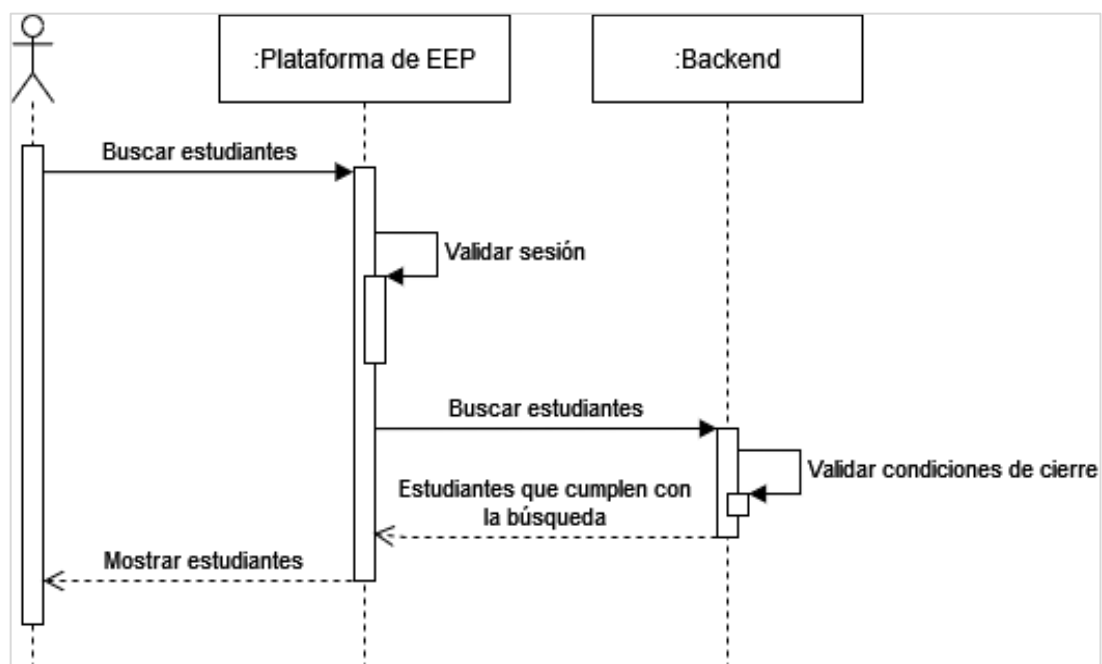 :Plataforma de EEP
:Backend
Buscar estudiantes
Validar sesión
Buscar estudiantes
Validar condiciones de cierre
Estudiantes que cumplen con
la búsqueda
Mostrar estudiantes